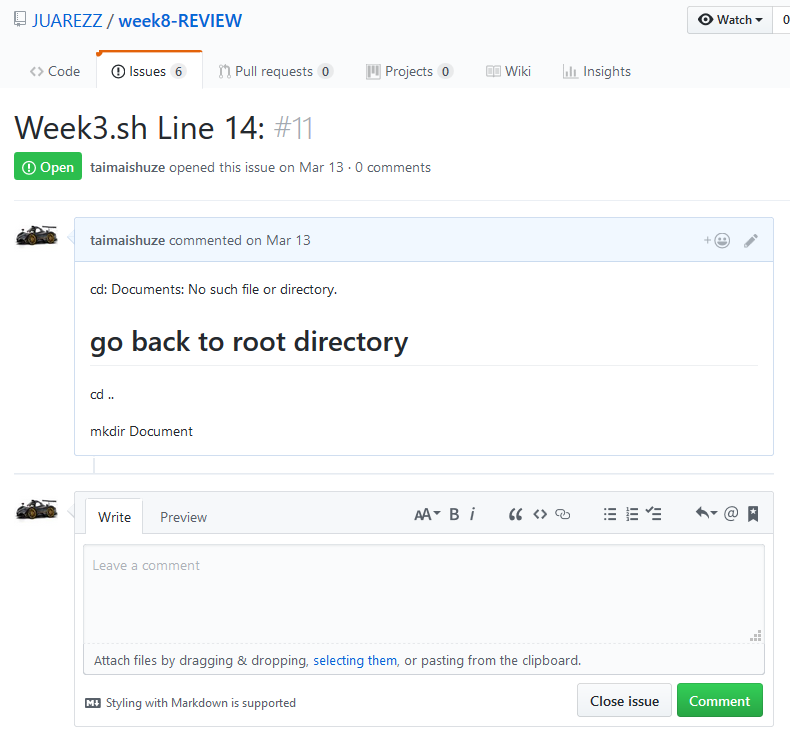 JUAREZZ / week8-REVIEW
Watch
0
Code
Issues 6
Pull requests 0
Projects 0
Wiki
Insights
Week3.sh Line 14: #11
Open
taimaishuze opened this issue on Mar 13 · 0 comments
taimaishuze commented on Mar 13
cd: Documents: No such file or directory.
go back to root directory
cd ..
mkdir Document
Write
Preview
AA B i
Leave a comment
Attach files by dragging & dropping, selecting them, or pasting from the clipboard.
Styling with Markdown is supported
Close issue
Comment